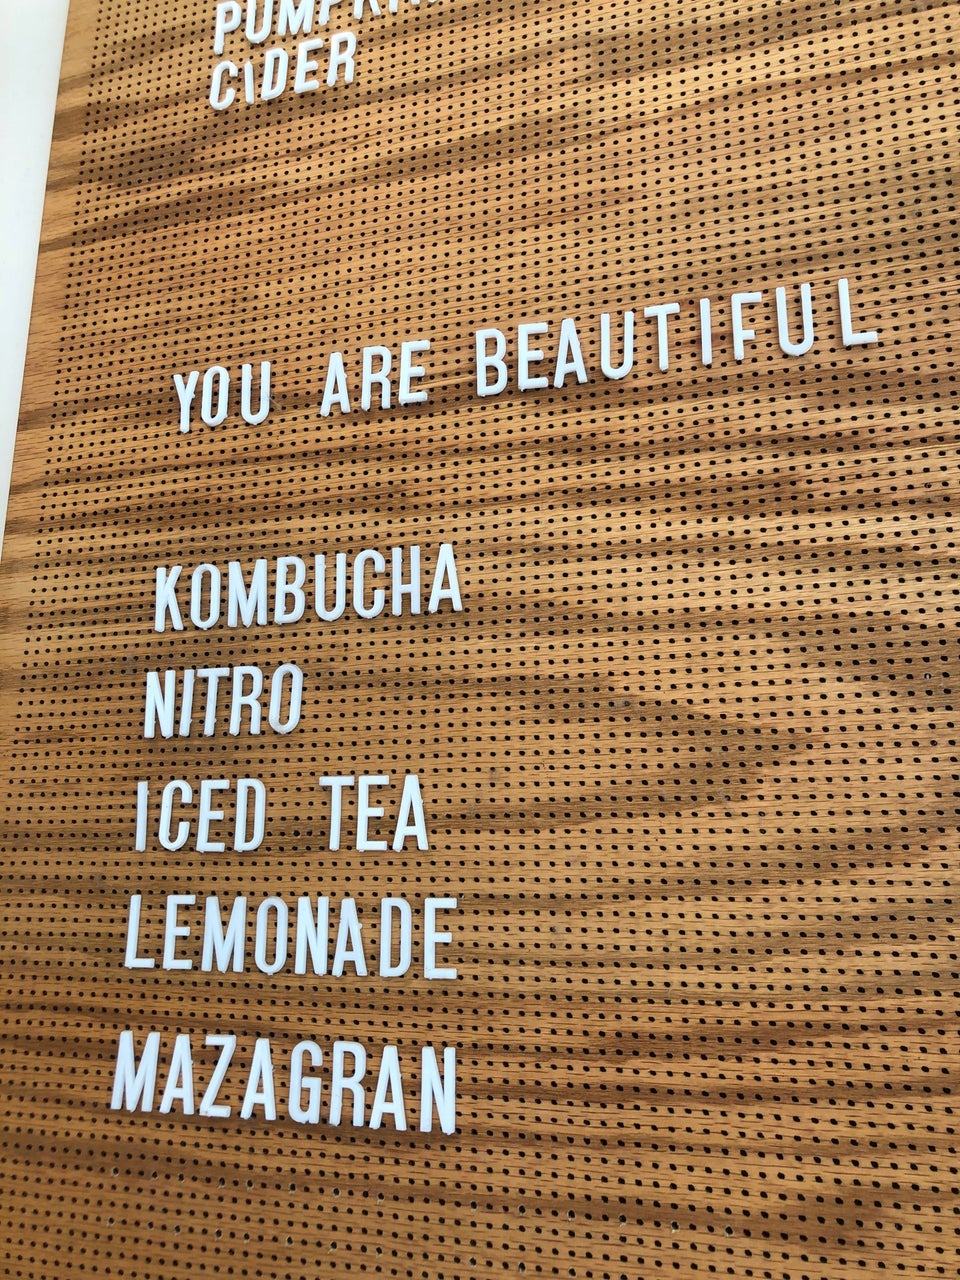 CIDER
YOU ARE BEAUTIFUL
KOMBUCHA
NITRO
ICED TEA
LEMONADE
MAZAGRAN